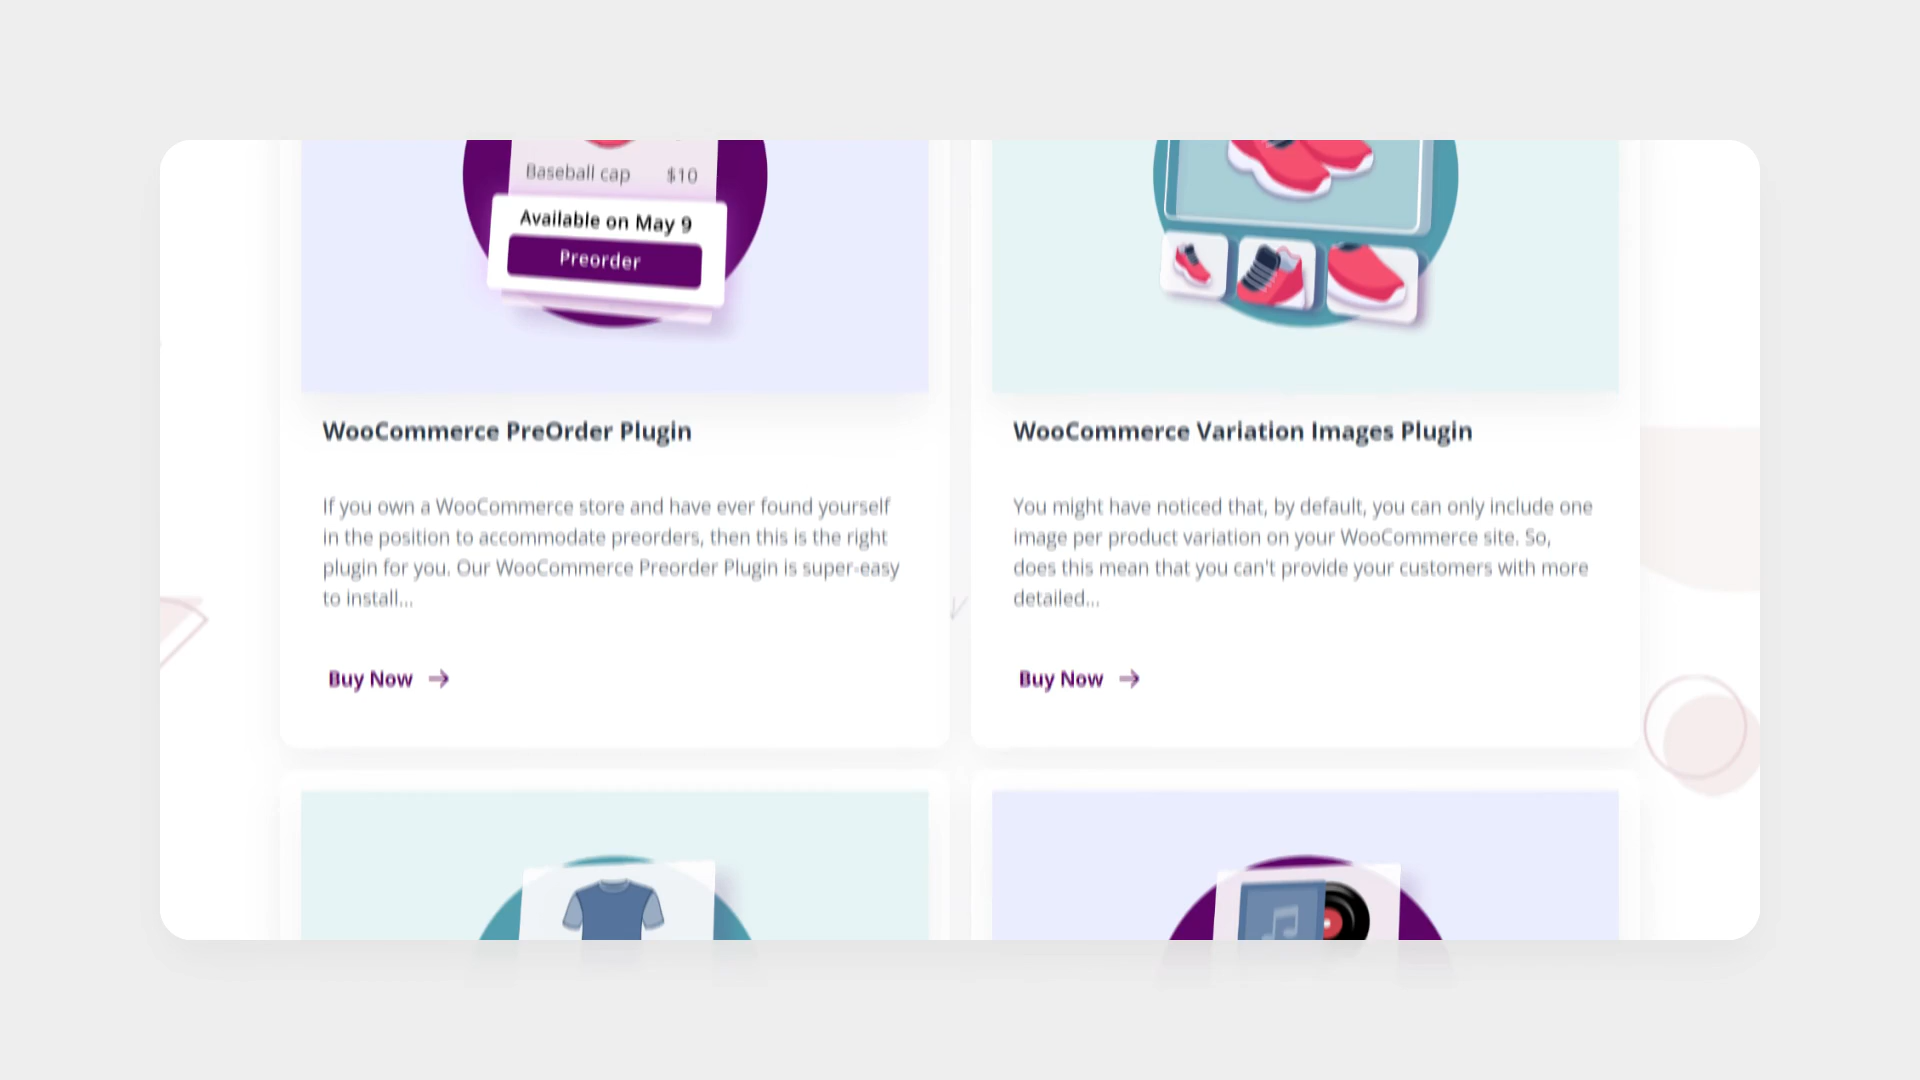 Baseball cap $10
Available on May 9
Preorder
WooCommerce PreOrder Plugin
If you own a WooCommerce store and have ever found yourself
in the position to accommodate preorders, then this is the right
plugin for you. Our WooCommerce Preorder Plugin is super-easy
to install...
Buy Now
WooCommerce Variation Images Plugin
You might have noticed that, by default, you can only include one
image per product variation on your WooCommerce site. So,
does this mean that you can't provide your customers with more
detailed...
Buy Now